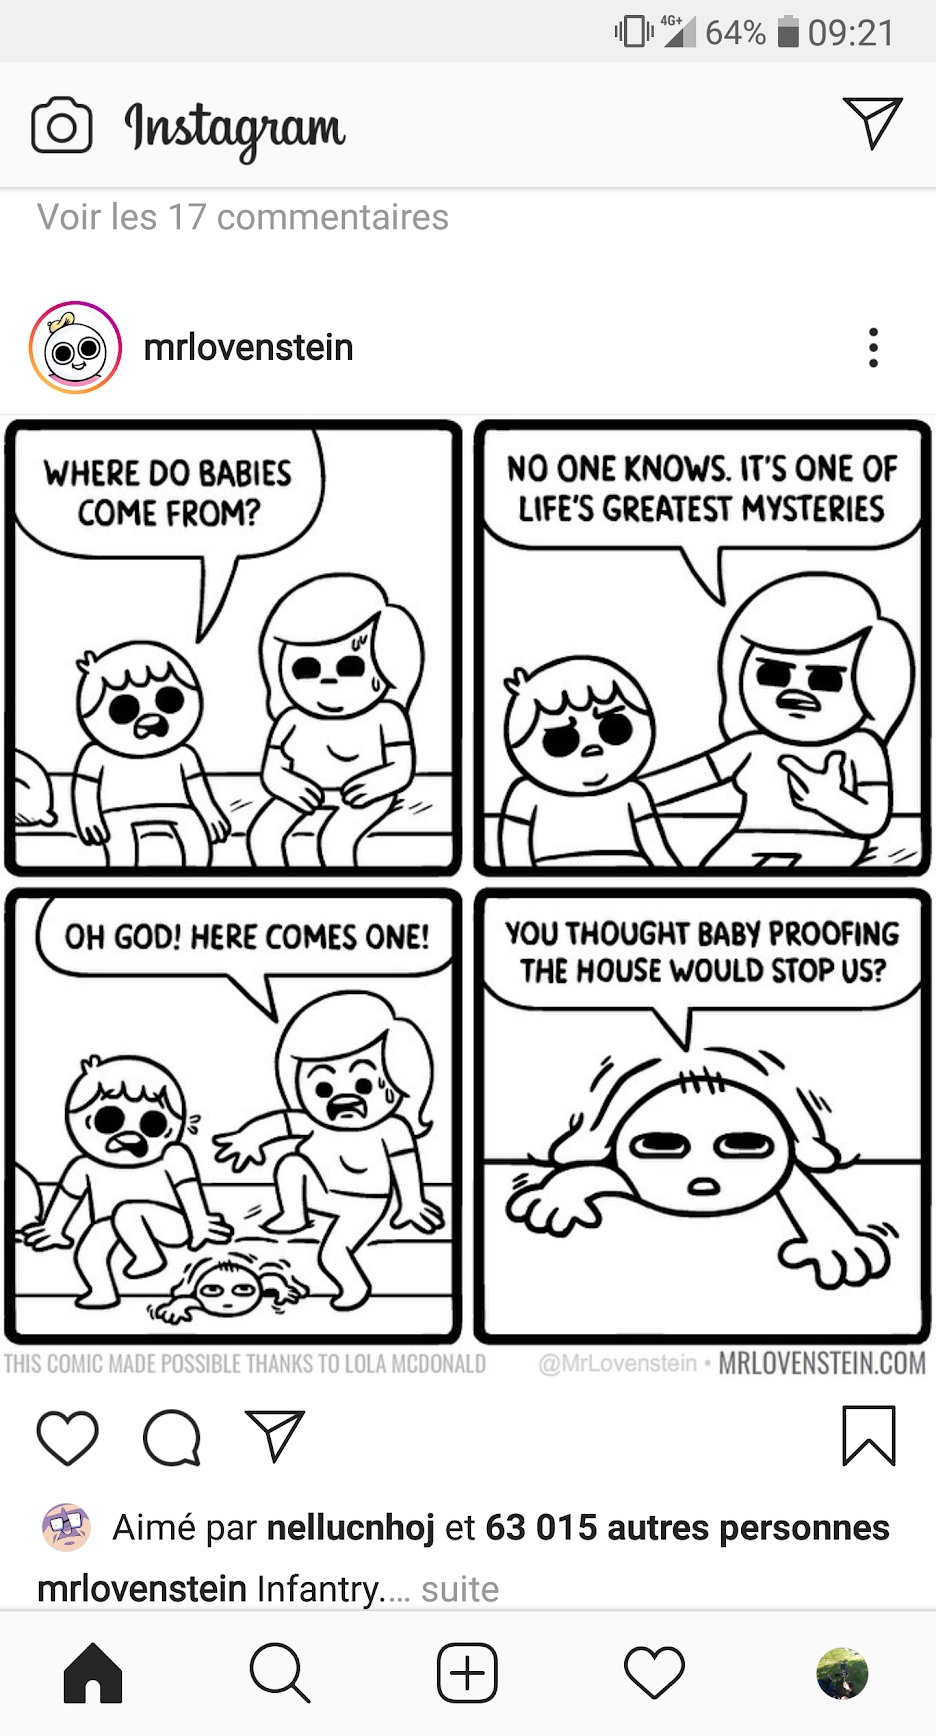 4G+ 64% 09:21
Instagram
Voir les 17 commentaires
mrlovenstein
WHERE DO BABIES
COME FROM?
NO ONE KNOWS. IT'S ONE OF
LIFE'S GREATEST MYSTERIES
OH GOD! HERE COMES ONE!
YOU THOUGHT BABY PROOFING
THE HOUSE WOULD STOP US?
THIS COMIC MADE POSSIBLE THANKS TO LOLA MCDONALD
@MrLovenstein • MRLOVENSTEIN.COM
Aimé par nellucnhoj et 63 015 autres personnes
mrlovenstein Infantry.... suite